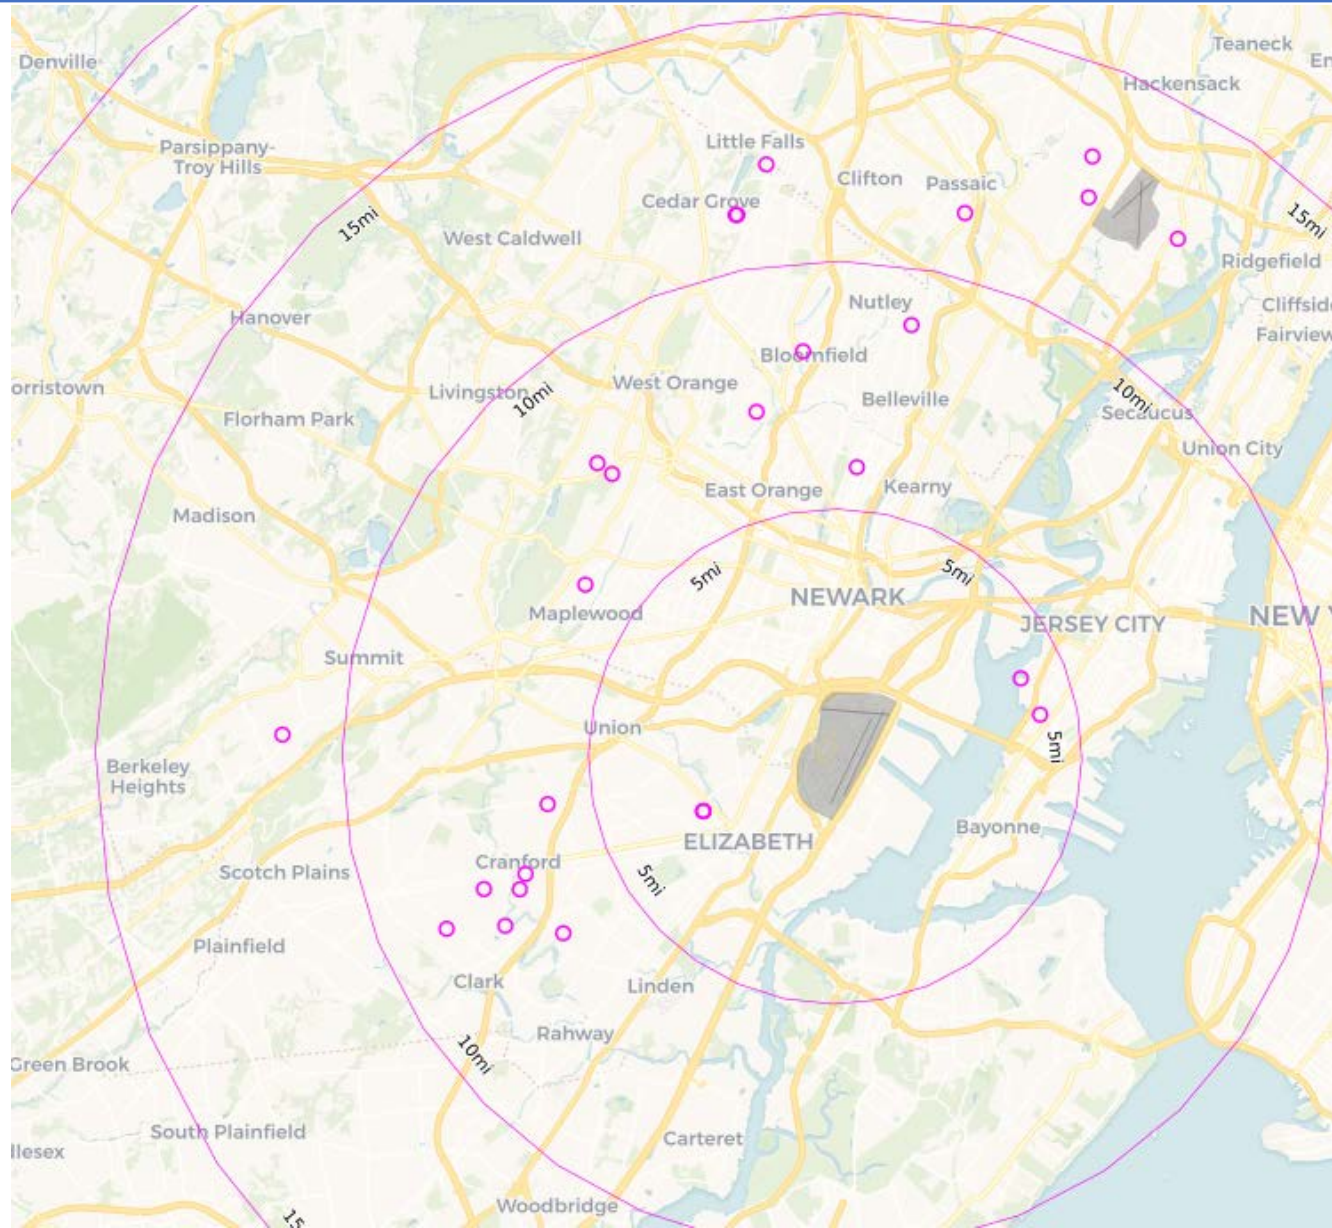 Teaneck
Denville
En
Hackensack
Little Falls
Parsippany-
Troy Hills
Clifton
Passaic
Cedar Grove
15mi
15mi
West Caldwell
Ridgefield
Nutley
Cliffsid
Hanover
Fairview
Bloomfield
orristown
West Orange
Livingston
10mi
10mi
Belleville
Secaucus
Florham Park
Union City
East Orange
Kearny
Madison
5mi
5mi
NEWARK
Maplewood
JERSEY CITY
NEW Y
Summit
Union
5mi
Berkeley
Heights
Bayonne
ELIZABETH
Cranford
Scotch Plains
5mi
Plainfield
Clark
Linden
Rahway
10mi
Green Brook
South Plainfield
Carteret
llesex
Woodbridge
15